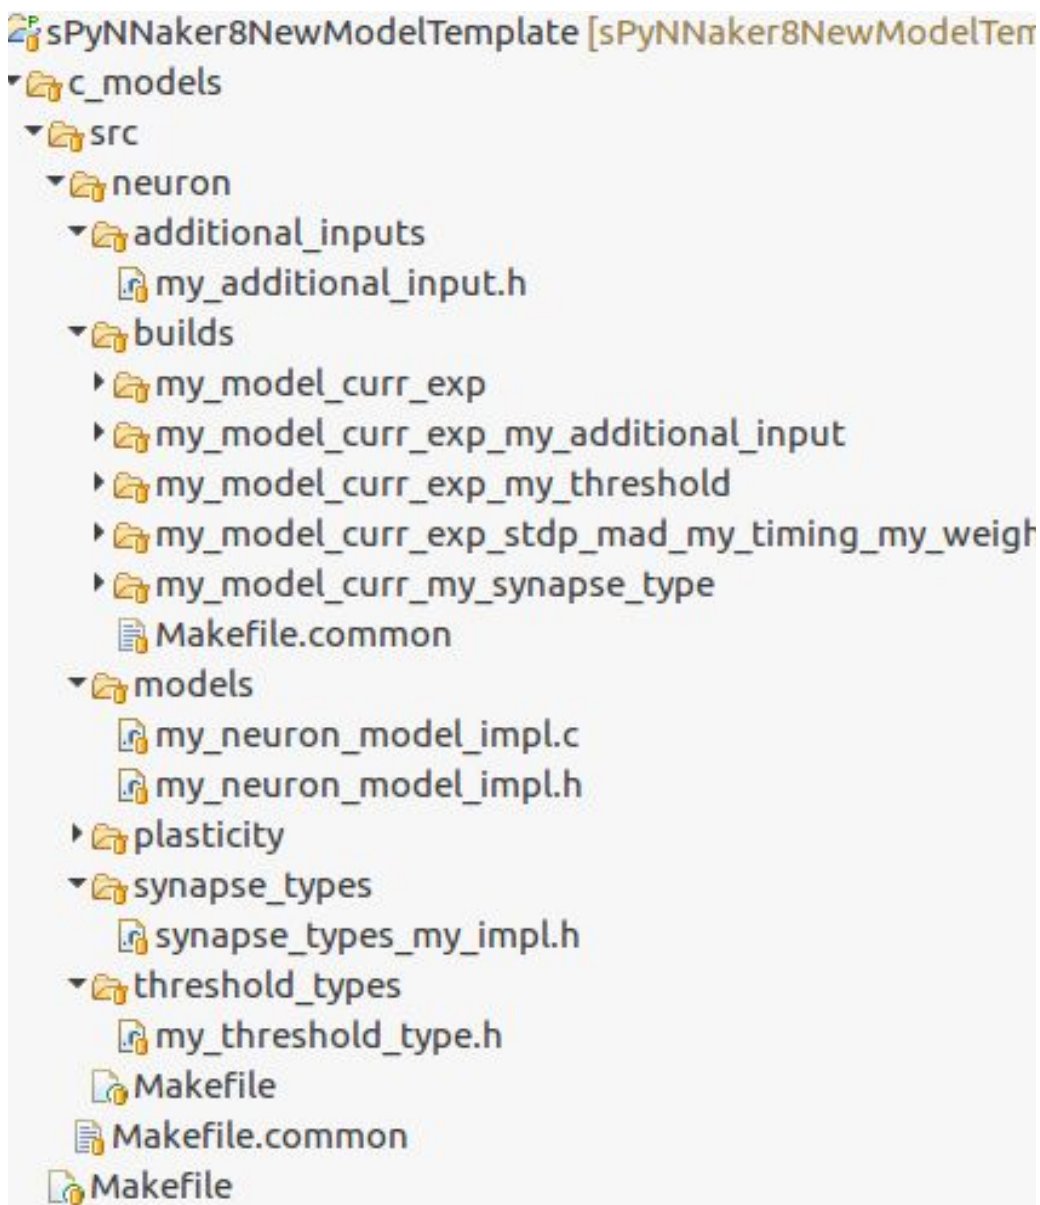 sPyNNaker8NewModelTemplate [sPyNNaker8NewModelTem
c_models
src
neuron
additional_inputs
my_additional_input.h
builds
my_model_curr_exp
my_model_curr_exp_my_additional_input
my_model_curr_exp_my_threshold
my_model_curr_exp_stdp_mad_my_timing_my_weigh
my_model_curr_my_synapse_type
Makefile.common
models
my_neuron_model_impl.c
my_neuron_model_impl.h
plasticity
synapse_types
synapse_types_my_impl.h
threshold_types
my_threshold_type.h
Makefile
Makefile.common
Makefile